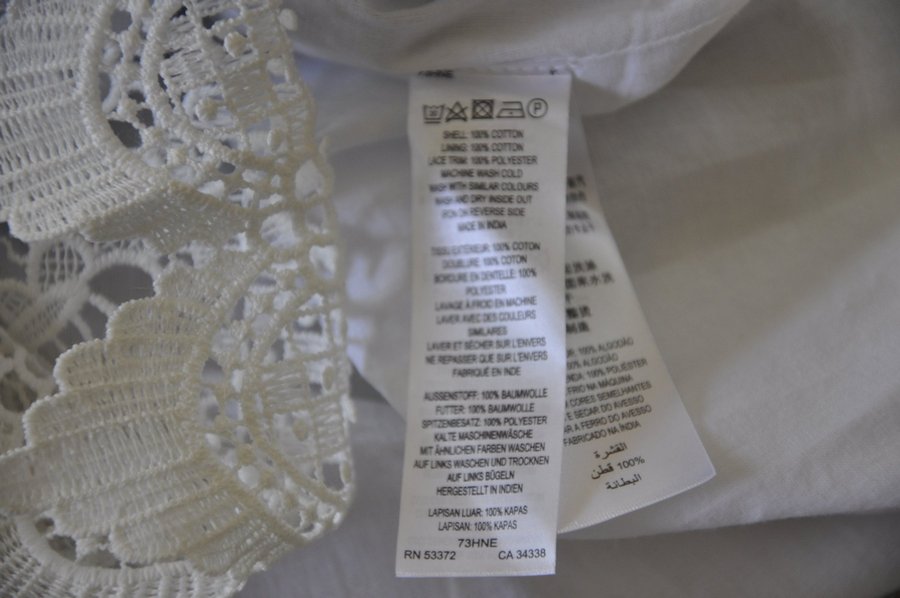 SHELL: 100% COTTON
LINING: 100% COTTON
LACE TRIM: 100% POLYESTER
MACHINE WASH COLD
WASH WITH SIMILAR COLOURS
WASH AND DRY INSIDE OUT
IRON ON REVERSE SIDE
MADE IN INDIA
TISSU EXTÉRIEUR: 100% COTON
DOUBLURE: 100% COTON
BORDURE EN DENTELLE: 100%
POLYESTER
LAVAGE À FROID EN MACHINE
LAVER AVEC DES COULEURS
SIMILAIRES
LAVER ET SÉCHER SUR L'ENVERS
NE REPASSER QUE SUR L'ENVERS
FABRIQUÉ EN INDE
AUSSENSTOFF: 100% BAUMWOLLE
FUTTER: 100% BAUMWOLLE
SPITZENBESATZ: 100% POLYESTER
KALTE MASCHINENWÄSCHE
MIT ÄHNLICHEN FARBEN WASCHEN
AUF LINKS WASCHEN UND TROCKNEN
AUF LINKS BÜGELN
HERGESTELLT IN INDIEN
LAPISAN LUAR: 100% KAPAS
LAPISAN: 100% KAPAS
73HNE
RN 53372 CA 34338
100% ALGODÃO
100% ALGODÃO
100% POLIÉSTER
FRIO NA MÁQUINA
CORES SEMELHANTES
E SECAR DO AVESSO
A FERRO DO AVESSO
FABRICADO NA ÍNDIA
القشرة
100% قطن
البطانة